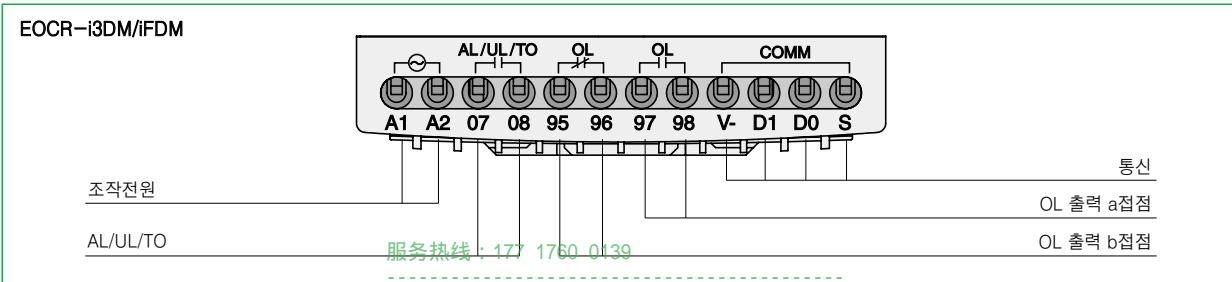 EOCR-i3DM/iFDM
AL/UL/TO OL OL COMM
A1 A2 07 08 95 96 97 98 V- D1 D0 S
통신
조작전원
OL 출력 a접점
AL/UL/TO
OL 출력 b접점
服务热线：177 1760 0139